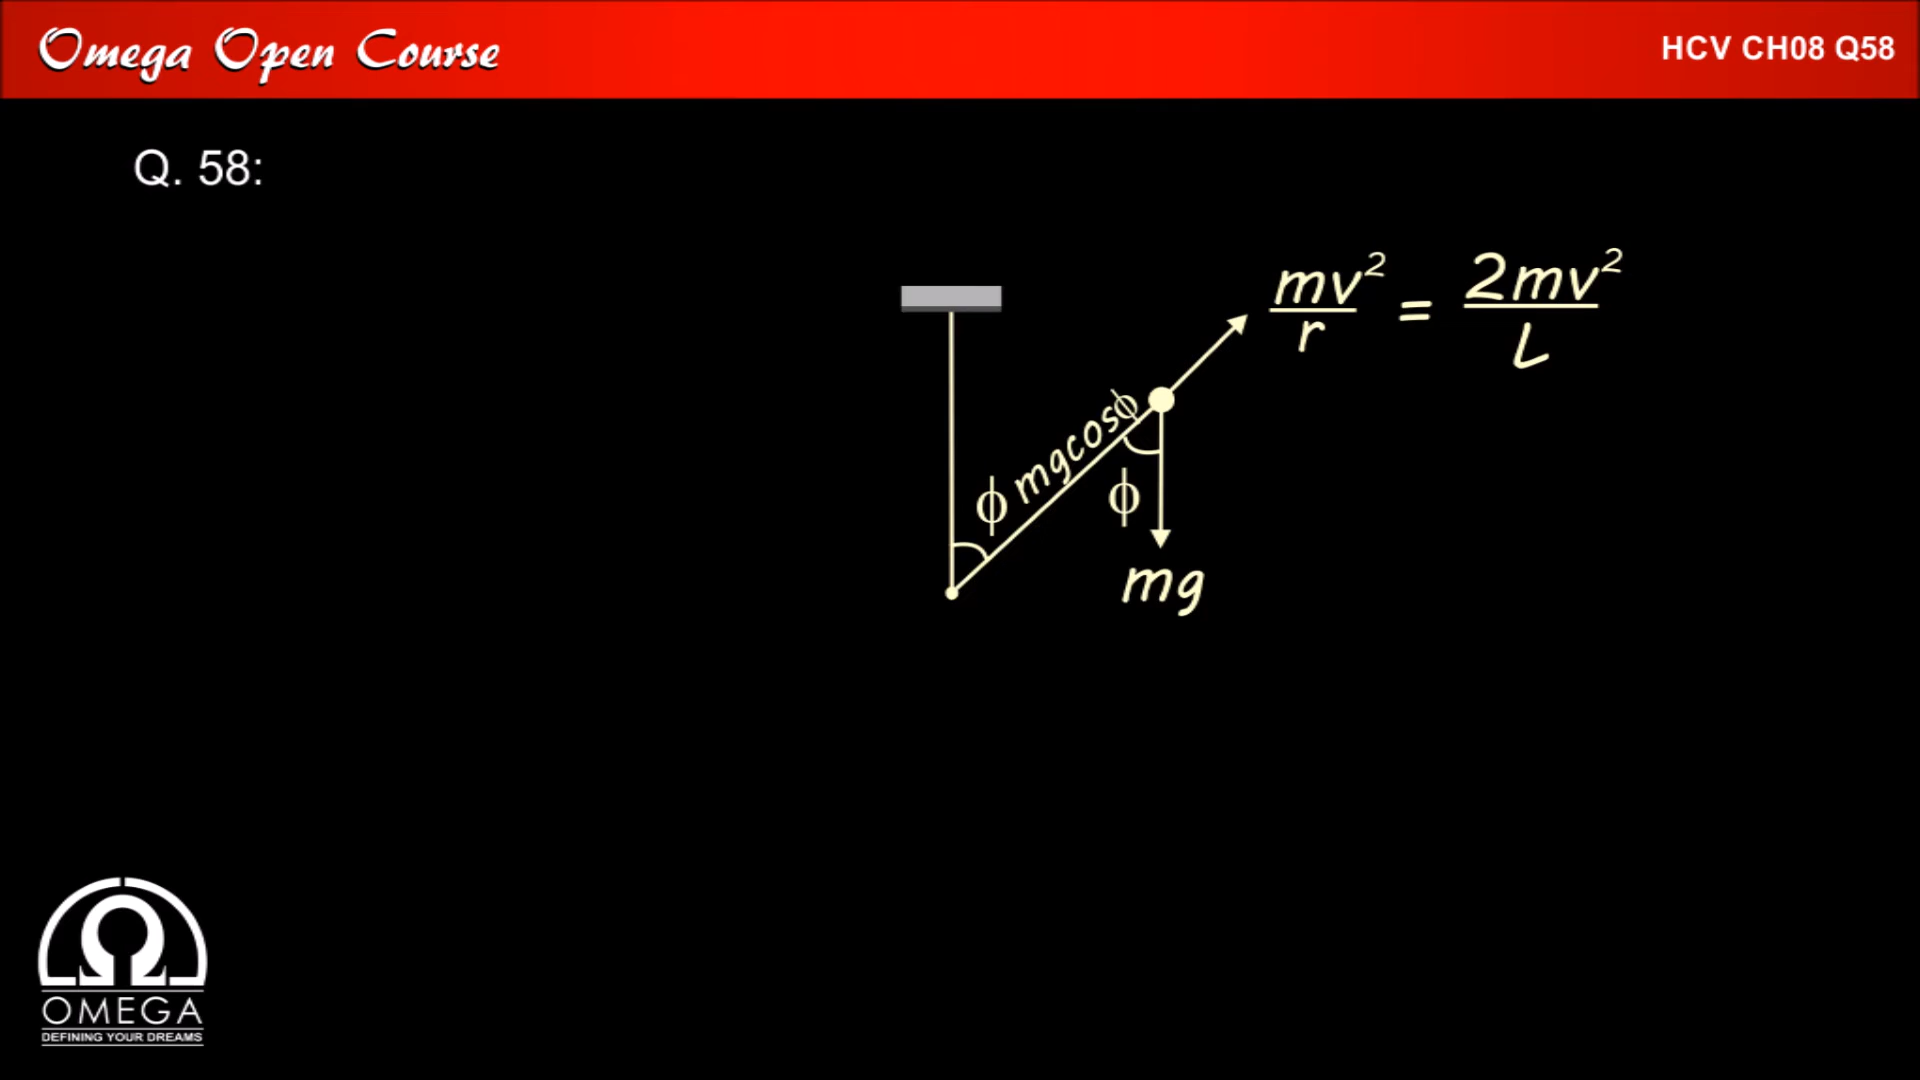 Omega Open Course
HCV CH08 Q58
Q. 58:
mv²/r = 2mv²/L
mgcosϕ
ϕ
ϕ
mg
OMEGA
DEFINING YOUR DREAMS